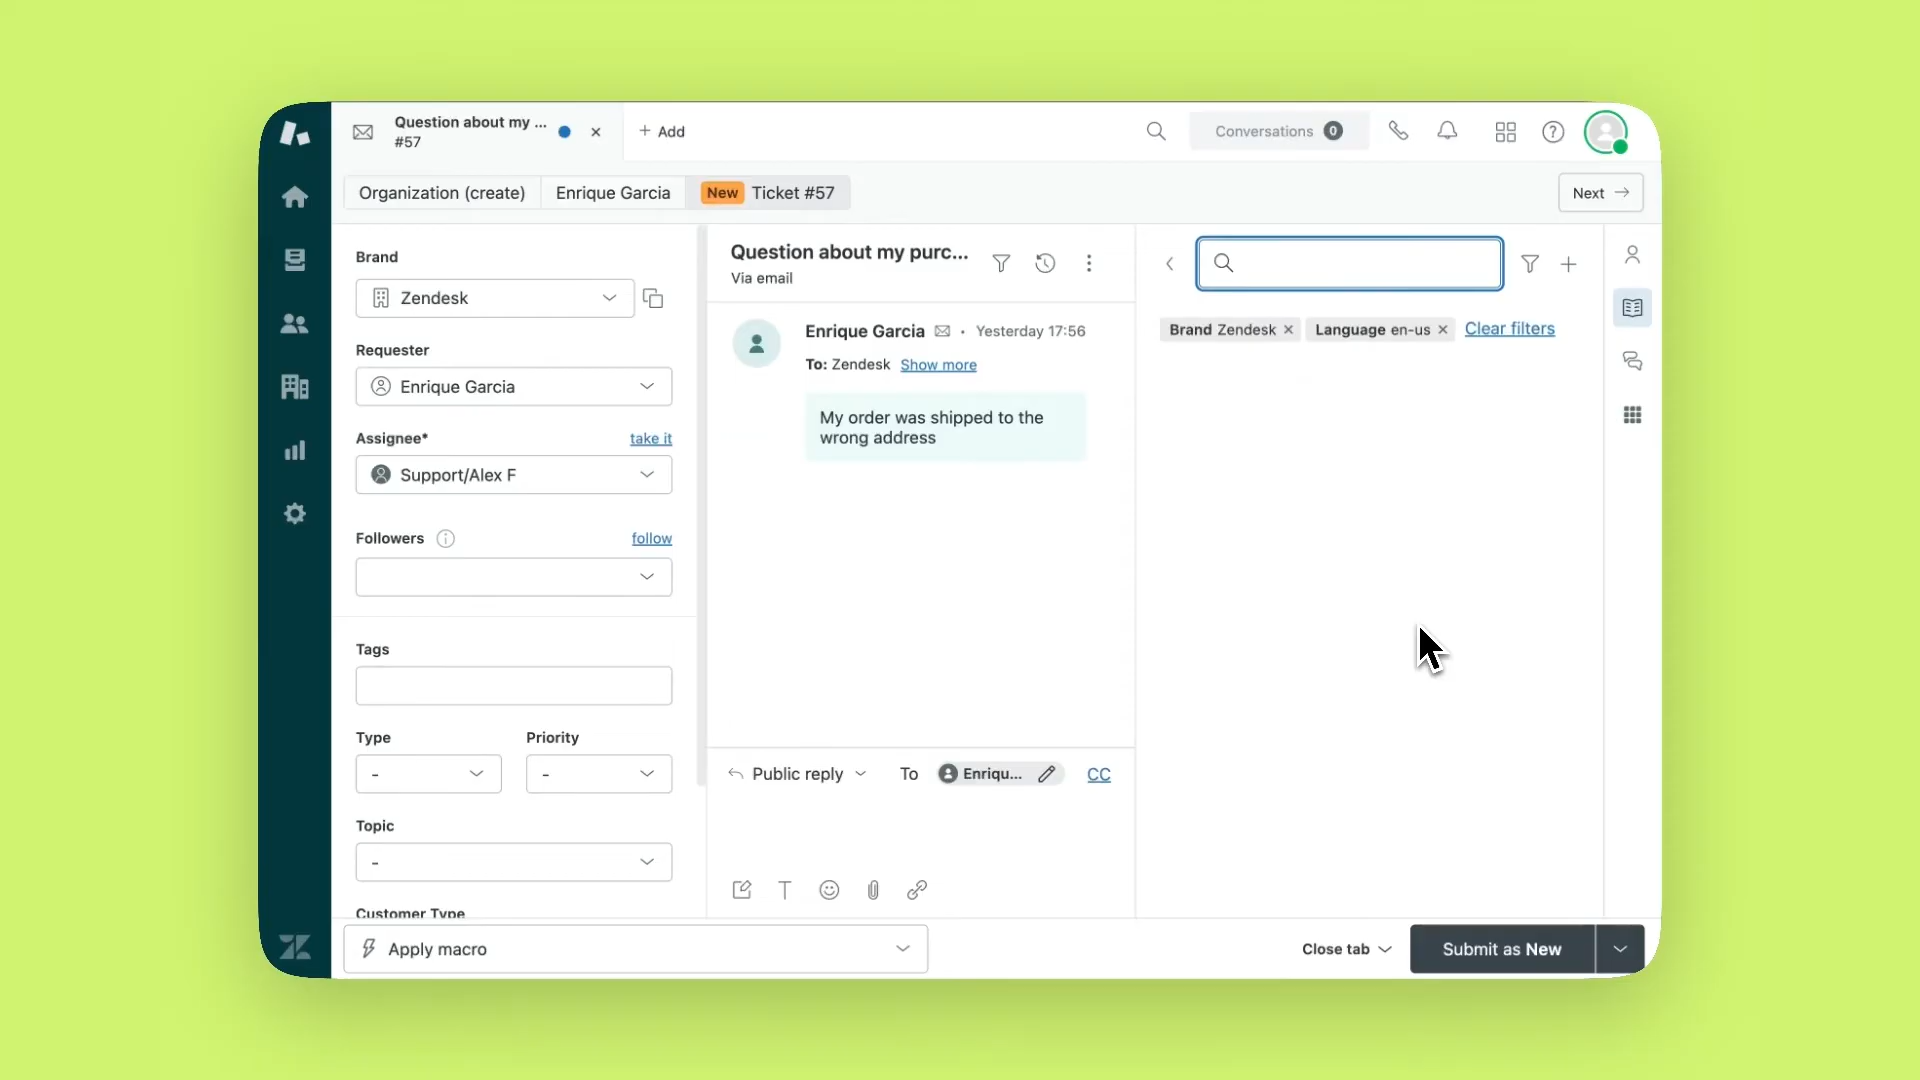 Question about my ...
#57
+ Add
Conversations 0
Organization (create)
Enrique Garcia
New Ticket #57
Next →
Brand
Zendesk
Requester
Enrique Garcia
Assignee*
take it
Support/Alex F
Followers
follow
Tags
Type
Priority
-
-
Topic
-
Customer Type
Question about my purc...
Via email
Enrique Garcia
· Yesterday 17:56
To: Zendesk Show more
My order was shipped to the
wrong address
Public reply
To
Enriqu...
CC
Brand Zendesk ×
Language en-us ×
Clear filters
Apply macro
Close tab
Submit as New